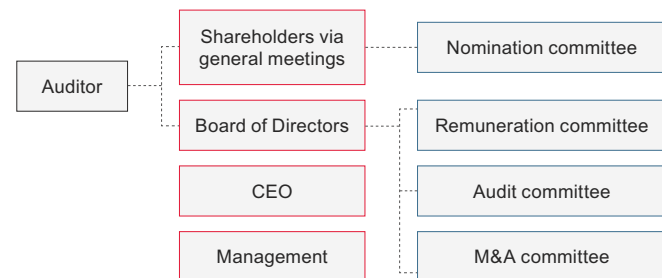 Shareholders via
general meetings
Nomination committee
Auditor
Board of Directors
Remuneration committee
CEO
Audit committee
Management
M&A committee